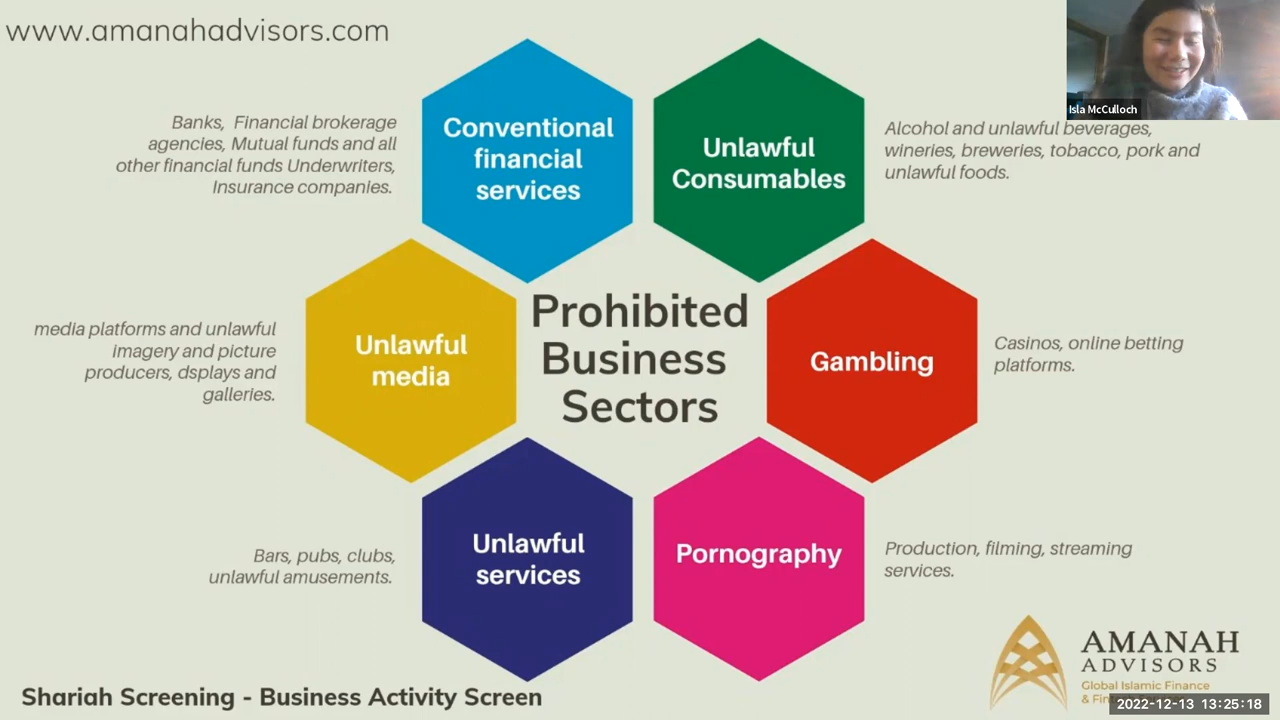 www.amanahadvisors.com
Isla McCulloch
Banks, Financial brokerage
agencies, Mutual funds and all
other financial funds Underwriters,
Insurance companies.
Conventional
financial
services
Unlawful
Consumables
Alcohol and unlawful beverages,
wineries, breweries, tobacco, pork and
unlawful foods.
media platforms and unlawful
imagery and picture
producers, dsplays and
galleries.
Unlawful
media
Prohibited
Business
Sectors
Gambling
Casinos, online betting
platforms.
Bars, pubs, clubs,
unlawful amusements.
Unlawful
services
Pornography
Production, filming, streaming
services.
AMANAH
ADVISORS
Global Islamic Finance
&
Shariah Screening - Business Activity Screen
2022-12-13 13:25:18